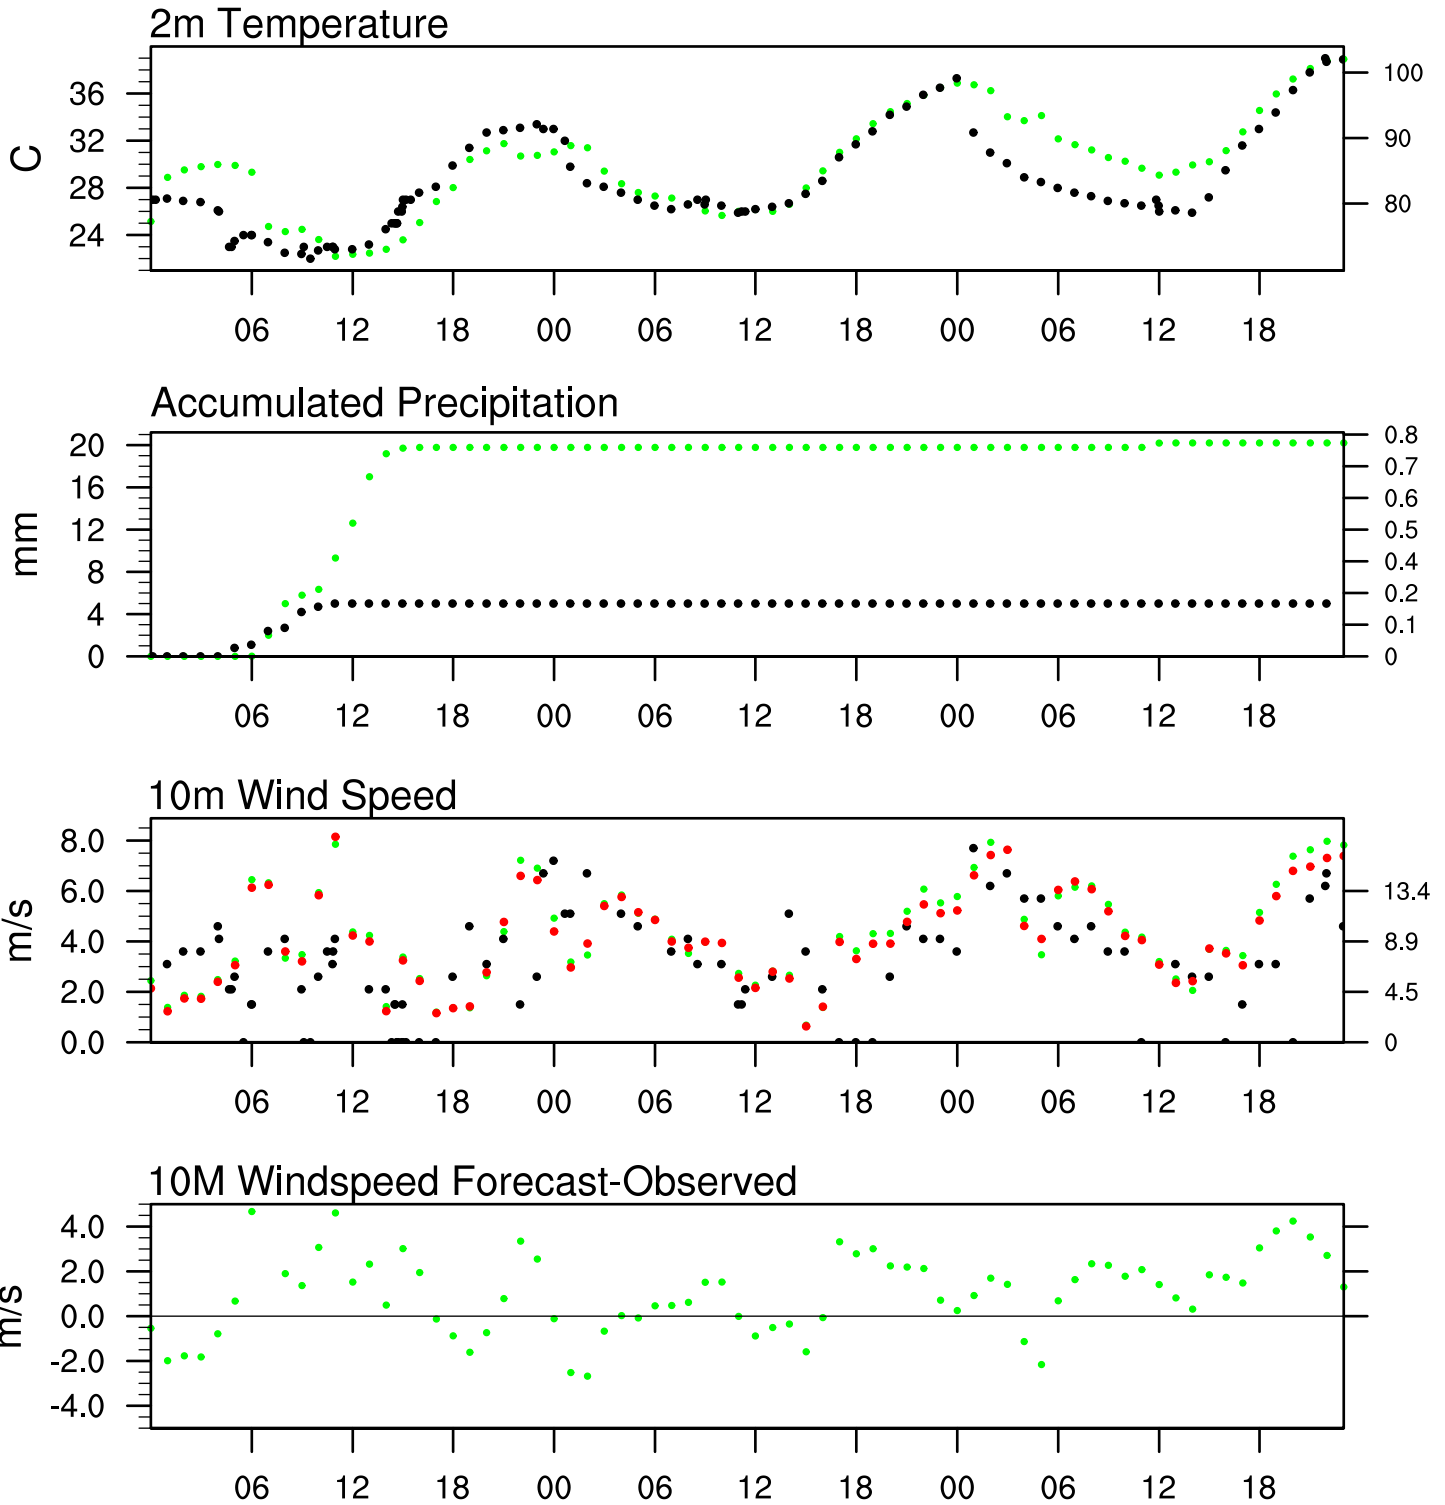 2m Temperature
36
32
28
24
C
100
90
80
06 12 18 00 06 12 18 00 06 12 18
Accumulated Precipitation
20
16
12
8
4
0
mm
0.8
0.7
0.6
0.5
0.4
0.2
0.1
0
06 12 18 00 06 12 18 00 06 12 18
10m Wind Speed
8.0
6.0
4.0
2.0
0.0
m/s
13.4
8.9
4.5
0
06 12 18 00 06 12 18 00 06 12 18
10M Windspeed Forecast-Observed
4.0
2.0
0.0
-2.0
-4.0
m/s
06 12 18 00 06 12 18 00 06 12 18